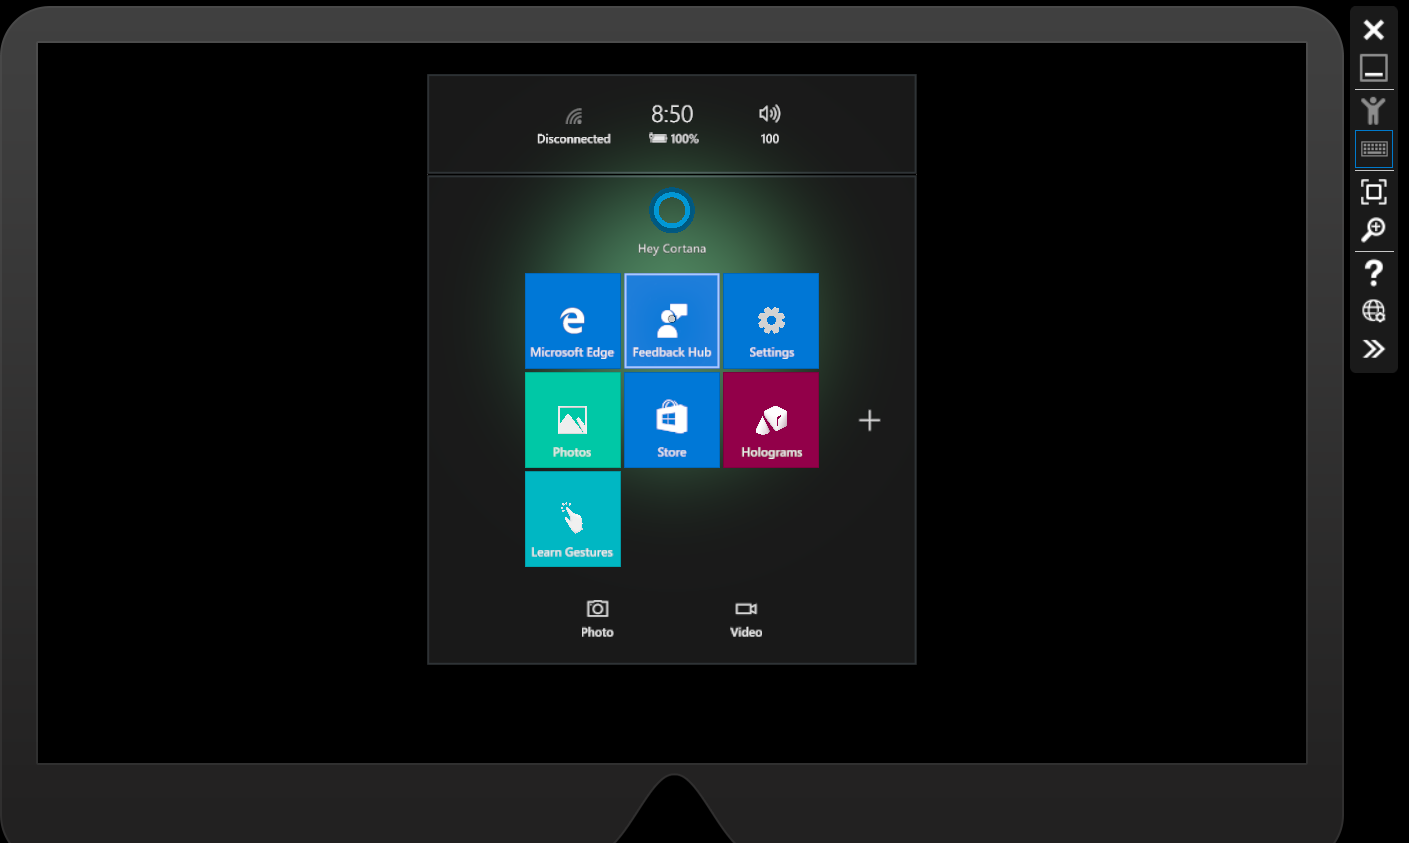 8:50
Disconnected
100%
100
Hey Cortana
Microsoft Edge
Feedback Hub
Settings
Photos
Store
Holograms
Learn Gestures
Photo
Video